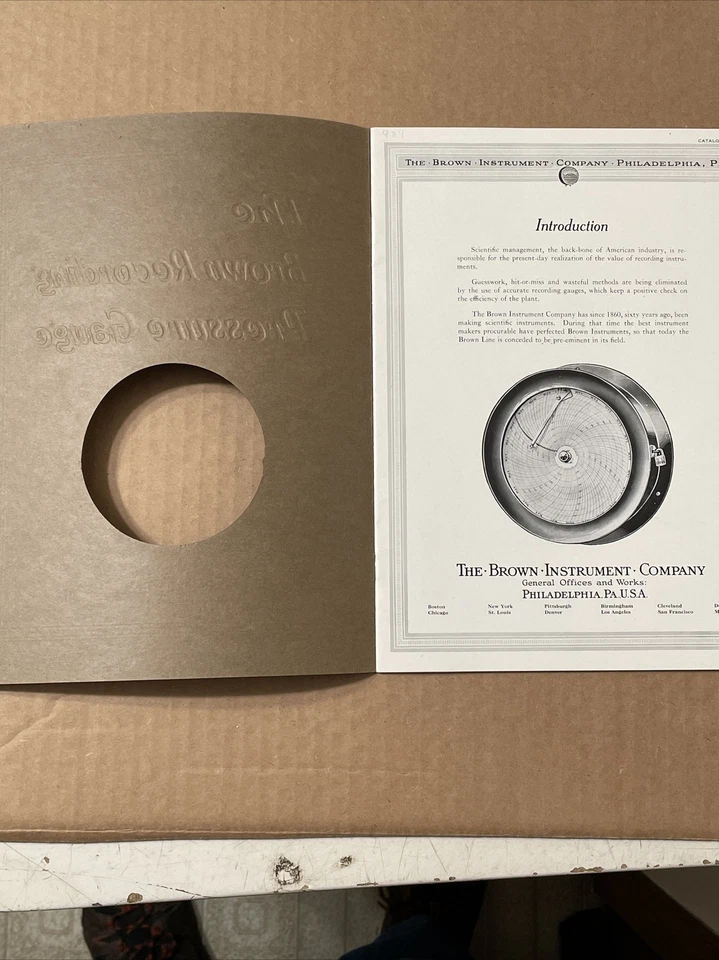 The
Brown Recording
Pressure Gauge
984
CATALO
THE · BROWN · INSTRUMENT · COMPANY · PHILADELPHIA, P
Introduction
Scientific management, the back-bone of American industry, is re-
sponsible for the present-day realization of the value of recording instru-
ments.
Guesswork, hit-or-miss and wasteful methods are being eliminated
by the use of accurate recording gauges, which keep a positive check on
the efficiency of the plant.
The Brown Instrument Company has since 1860, sixty years ago, been
making scientific instruments. During that time the best instrument
makers procurable have perfected Brown Instruments, so that today the
Brown Line is conceded to be pre-eminent in its field.
THE · BROWN · INSTRUMENT · COMPANY
General Offices and Works:
PHILADELPHIA. PA. U.S.A.
Boston New York Pittsburgh Birmingham Cleveland D
Chicago St. Louis Denver Los Angeles San Francisco M